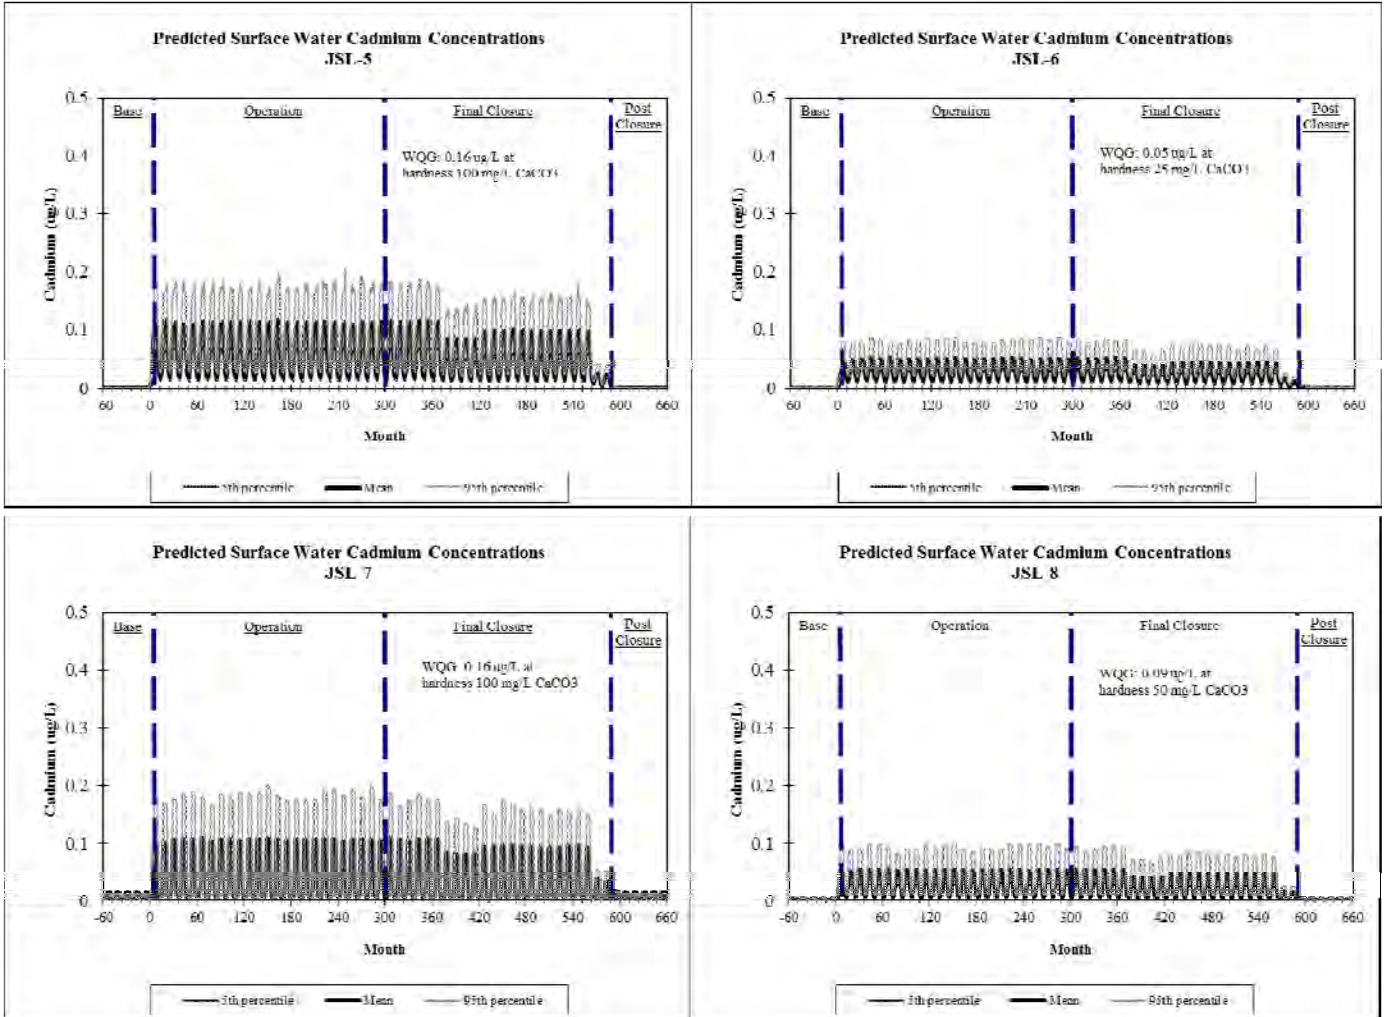 Predicted Surface Water Cadmium Concentrations
JSL-5
0.5
0.4
0.3
0.2
0.1
0
Cadmium (ug/L)
Base
Operation
Final Closure
Post
Closure
WQG: 0.16 ug/L at
hardness 100 mg/L CaCO3
60 0 60 120 180 240 300 360 420 480 540 600 660
Month
5th percentile Mean 95th percentile
Predicted Surface Water Cadmium Concentrations
JSL-6
0.5
0.4
0.3
0.2
0.1
0
Cadmium (ug/L)
Base
Operation
Final Closure
Post
Closure
WQG: 0.05 ug/L at
hardness 25 mg/L CaCO3
60 0 60 120 180 240 300 360 420 480 540 600 660
Month
5th percentile Mean 95th percentile
Predicted Surface Water Cadmium Concentrations
JSL 7
0.5
0.4
0.3
0.2
0.1
0
Cadmium (ug/L)
Base
Operation
Final Closure
Post
Closure
WQG: 0.16 ug/L at
hardness 100 mg/L CaCO3
-60 0 60 120 180 240 300 360 420 480 540 600 660
Month
5th percentile Mean 95th percentile
Predicted Surface Water Cadmium Concentrations
JSL 8
0.5
0.4
0.3
0.2
0.1
0
Cadmium (ug/L)
Base
Operation
Final Closure
Post
Closure
WQG: 0.09 ug/L at
hardness 50 mg/L CaCO3
-60 0 60 120 180 240 300 360 420 480 540 600 660
Month
5th percentile Mean 95th percentile